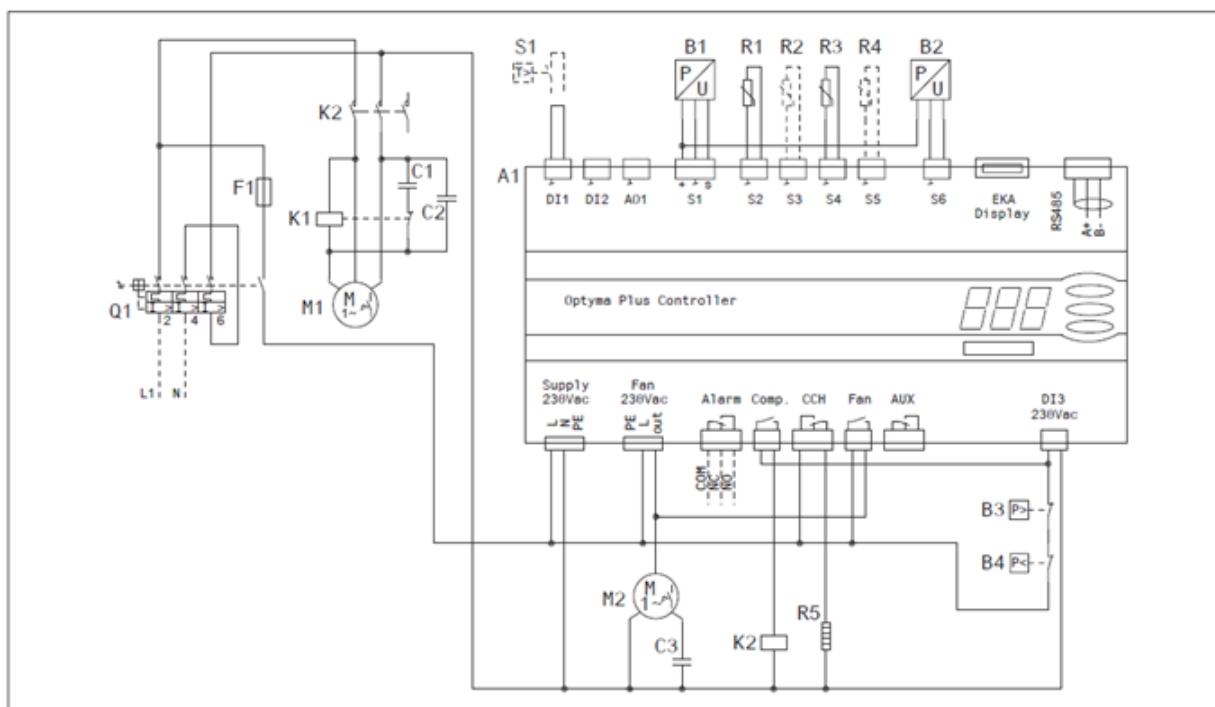 S1 B1 R1 R2 R3 R4 B2
T> P U P U
K2
A1
F1 C1
C2
K1
DI1 DI2 AO1 + s S1 S2 S3 S4 S5 S6 EKA Display RS485 A+ B-
M1 M 1~
Q1 I> I> I>
2 4 6
L1 N
Optyma Plus Controller
Supply 230Vac
Fan 230Vac
Alarm Comp. CCH Fan AUX
DI3 230Vac
L N PE
PE L out
COM NC NO
B3 P>
B4 P<
M2 M 1~
C3
K2
R5